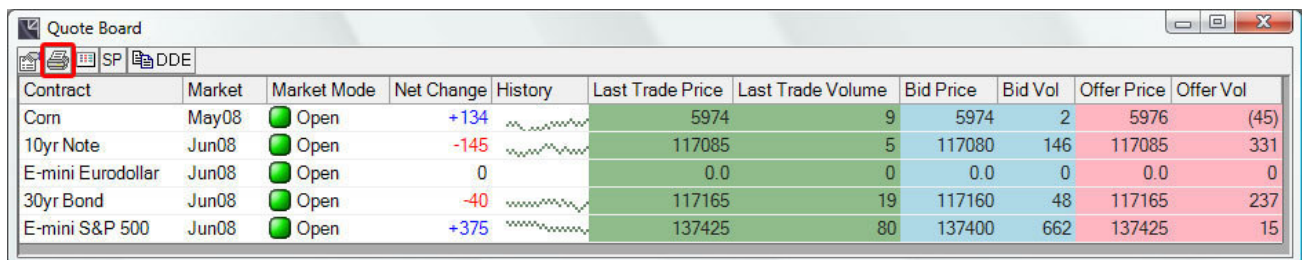 Quote Board
SP DDE
Contract Market Market Mode Net Change History Last Trade Price Last Trade Volume Bid Price Bid Vol Offer Price Offer Vol
Corn May08 Open +134 5974 9 5974 2 5976 (45)
10yr Note Jun08 Open -145 117085 5 117080 146 117085 331
E-mini Eurodollar Jun08 Open 0 0.0 0 0.0 0 0.0 0
30yr Bond Jun08 Open -40 117165 19 117160 48 117165 237
E-mini S&P 500 Jun08 Open +375 137425 80 137400 662 137425 15